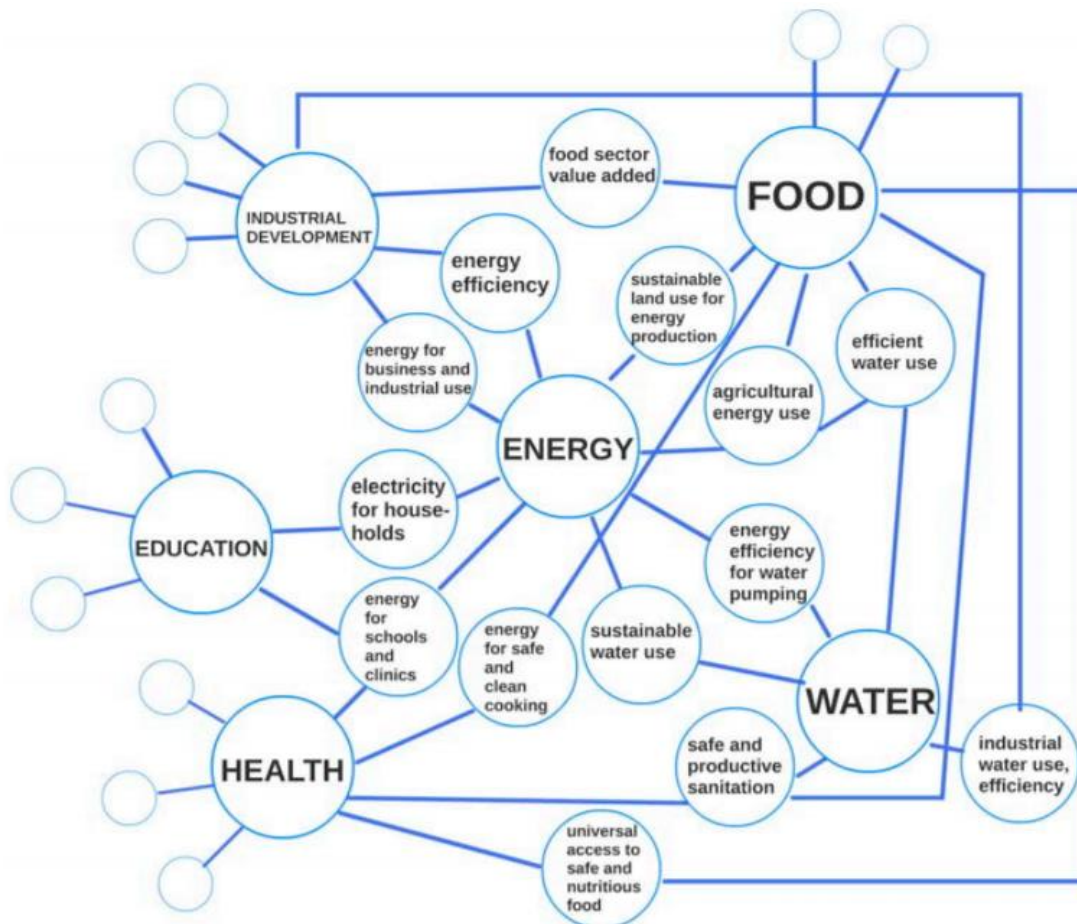 food sector
value added
FOOD
INDUSTRIAL
DEVELOPMENT
energy
efficiency
sustainable
land use for
energy
production
energy for
business and
industrial use
efficient
water use
agricultural
energy use
ENERGY
electricity
for house-
holds
EDUCATION
energy
efficiency
for water
pumping
energy
for
schools
and
clinics
energy
for safe
and
clean
cooking
sustainable
water use
WATER
HEALTH
safe and
productive
sanitation
industrial
water use,
efficiency
universal
access to
safe and
nutritious
food